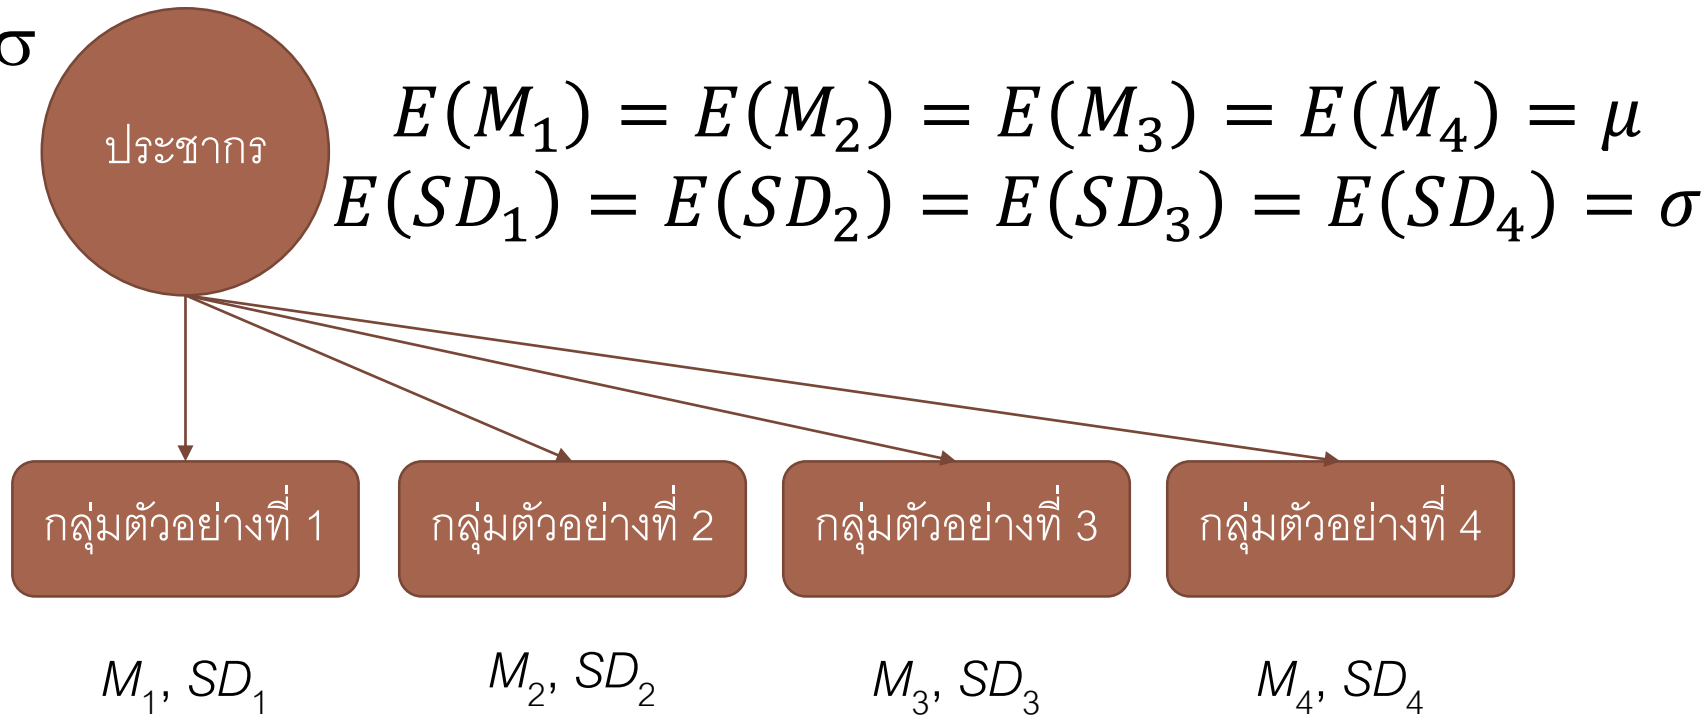 σ
ประชากร
E(M₁) = E(M₂) = E(M₃) = E(M₄) = μ
E(SD₁) = E(SD₂) = E(SD₃) = E(SD₄) = σ
กลุ่มตัวอย่างที่ 1
กลุ่มตัวอย่างที่ 2
กลุ่มตัวอย่างที่ 3
กลุ่มตัวอย่างที่ 4
M₁, SD₁
M₂, SD₂
M₃, SD₃
M₄, SD₄